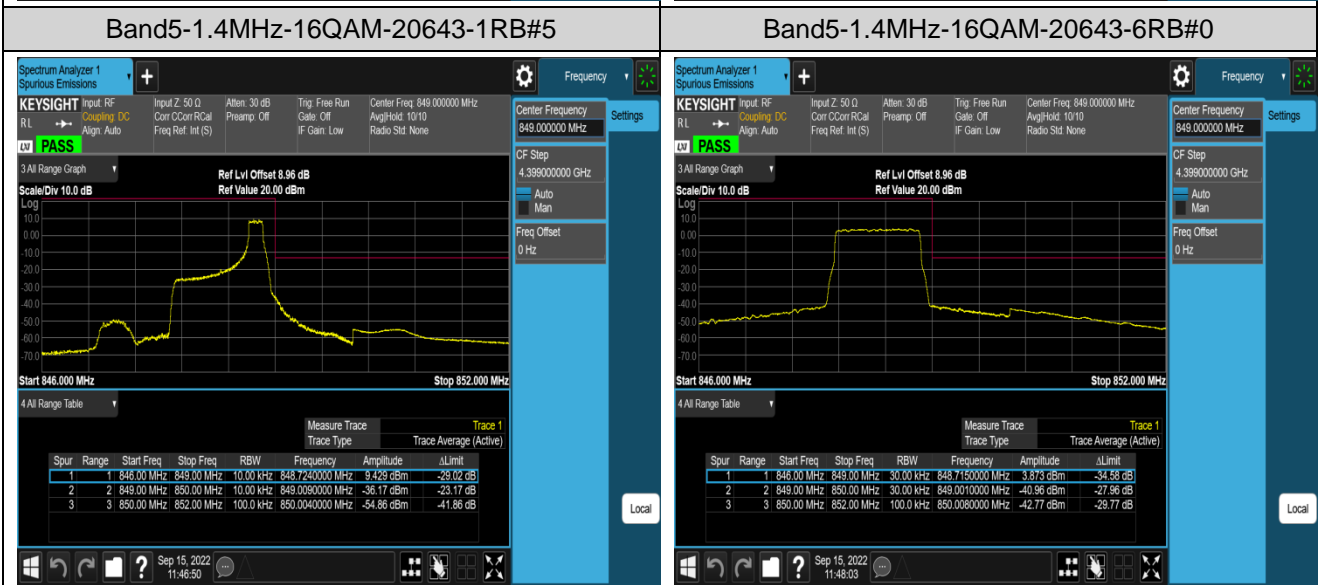 Band5-1.4MHz-16QAM-20643-1RB#5
Spectrum Analyzer 1
Spurious Emissions
+
Frequency
KEYSIGHT Input: RF Input Z: 50 Ω Atten: 30 dB Trig: Free Run Center Freq: 849.000000 MHz
RL Coupling: DC Corr CCorr RCal Preamp: Off Gate: Off Avg|Hold: 10/10
Align: Auto Freq Ref: Int (S) IF Gain: Low Radio Std: None
LXI PASS
Center Frequency
849.000000 MHz
Settings
CF Step
4.399000000 GHz
Auto
Man
Freq Offset
0 Hz
3 All Range Graph
Ref Lvl Offset 8.96 dB
Scale/Div 10.0 dB Ref Value 20.00 dBm
Log
10.0
0.00
-10.0
-20.0
-30.0
-40.0
-50.0
-60.0
-70.0
Start 846.000 MHz Stop 852.000 MHz
4 All Range Table
Measure Trace Trace 1
Trace Type Trace Average (Active)
Spur Range Start Freq Stop Freq RBW Frequency Amplitude ΔLimit
1 1 846.00 MHz 849.00 MHz 10.00 kHz 848.7240000 MHz 9.429 dBm -29.02 dB
2 2 849.00 MHz 850.00 MHz 10.00 kHz 849.0090000 MHz -36.17 dBm -23.17 dB
3 3 850.00 MHz 852.00 MHz 100.0 kHz 850.0040000 MHz -54.86 dBm -41.86 dB
Local
? Sep 15, 2022
11:46:50
Band5-1.4MHz-16QAM-20643-6RB#0
Spectrum Analyzer 1
Spurious Emissions
+
Frequency
KEYSIGHT Input: RF Input Z: 50 Ω Atten: 30 dB Trig: Free Run Center Freq: 849.000000 MHz
RL Coupling: DC Corr CCorr RCal Preamp: Off Gate: Off Avg|Hold: 10/10
Align: Auto Freq Ref: Int (S) IF Gain: Low Radio Std: None
LXI PASS
Center Frequency
849.000000 MHz
Settings
CF Step
4.399000000 GHz
Auto
Man
Freq Offset
0 Hz
3 All Range Graph
Ref Lvl Offset 8.96 dB
Scale/Div 10.0 dB Ref Value 20.00 dBm
Log
10.0
0.00
-10.0
-20.0
-30.0
-40.0
-50.0
-60.0
-70.0
Start 846.000 MHz Stop 852.000 MHz
4 All Range Table
Measure Trace Trace 1
Trace Type Trace Average (Active)
Spur Range Start Freq Stop Freq RBW Frequency Amplitude ΔLimit
1 1 846.00 MHz 849.00 MHz 30.00 kHz 848.7150000 MHz 3.873 dBm -34.58 dB
2 2 849.00 MHz 850.00 MHz 30.00 kHz 849.0010000 MHz -40.96 dBm -27.96 dB
3 3 850.00 MHz 852.00 MHz 100.0 kHz 850.0080000 MHz -42.77 dBm -29.77 dB
Local
? Sep 15, 2022
11:48:03